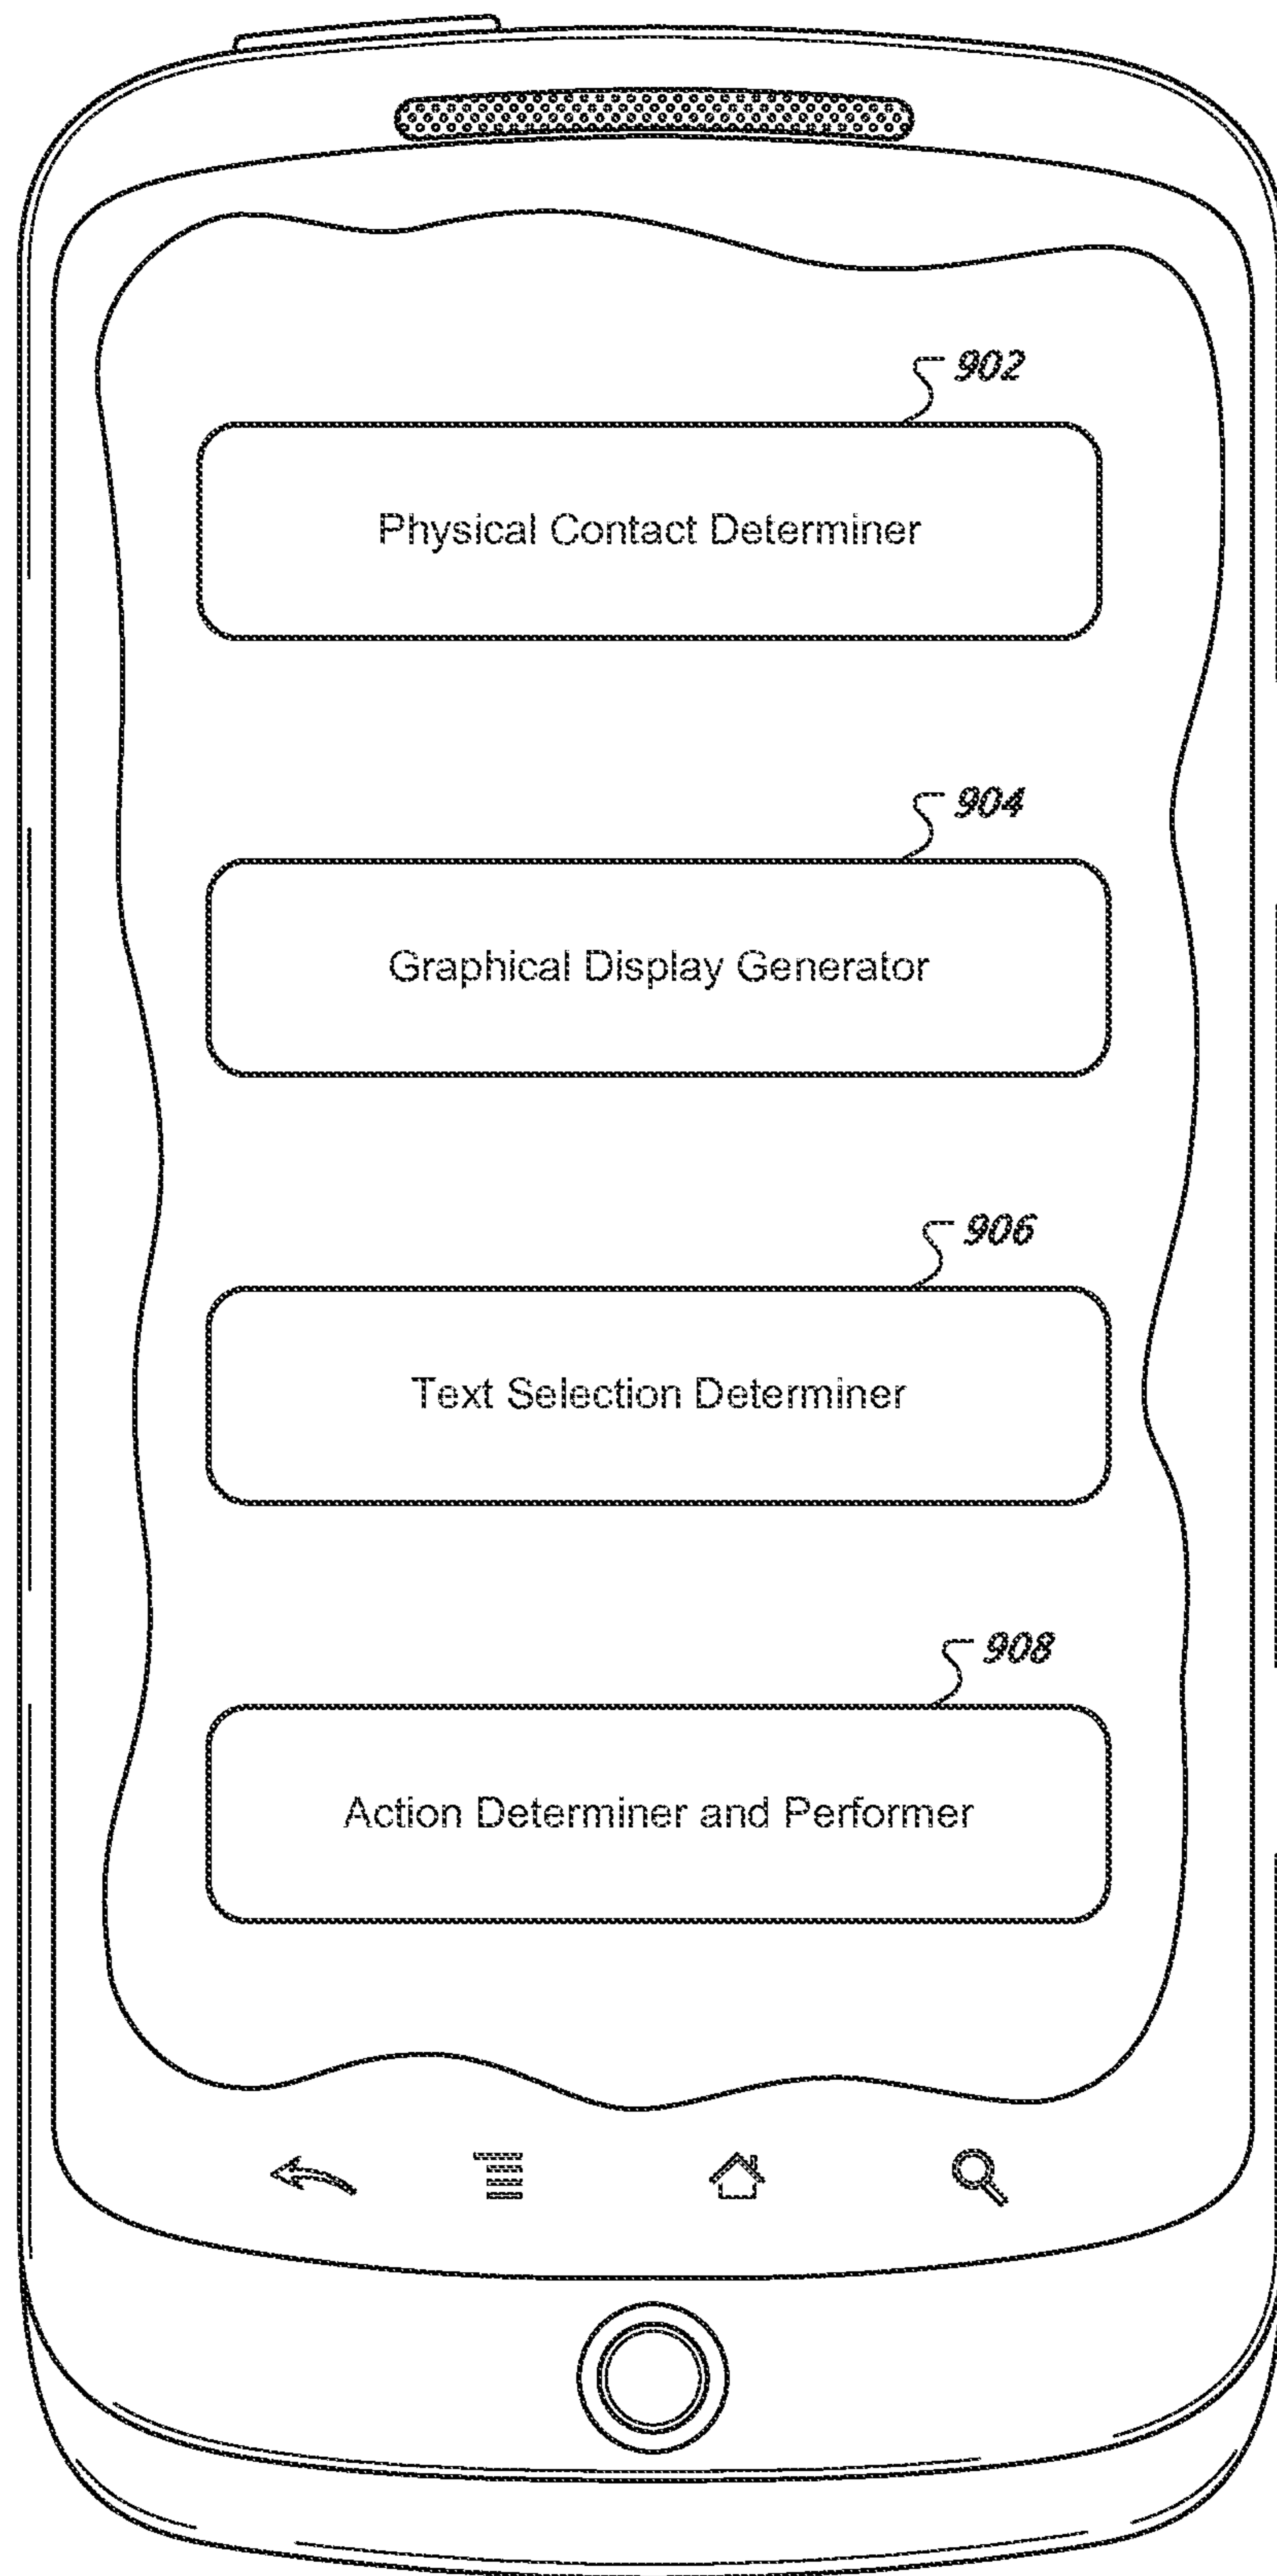 902
Physical Contact Determiner
904
Graphical Display Generator
906
Text Selection Determiner
908
Action Determiner and Performer